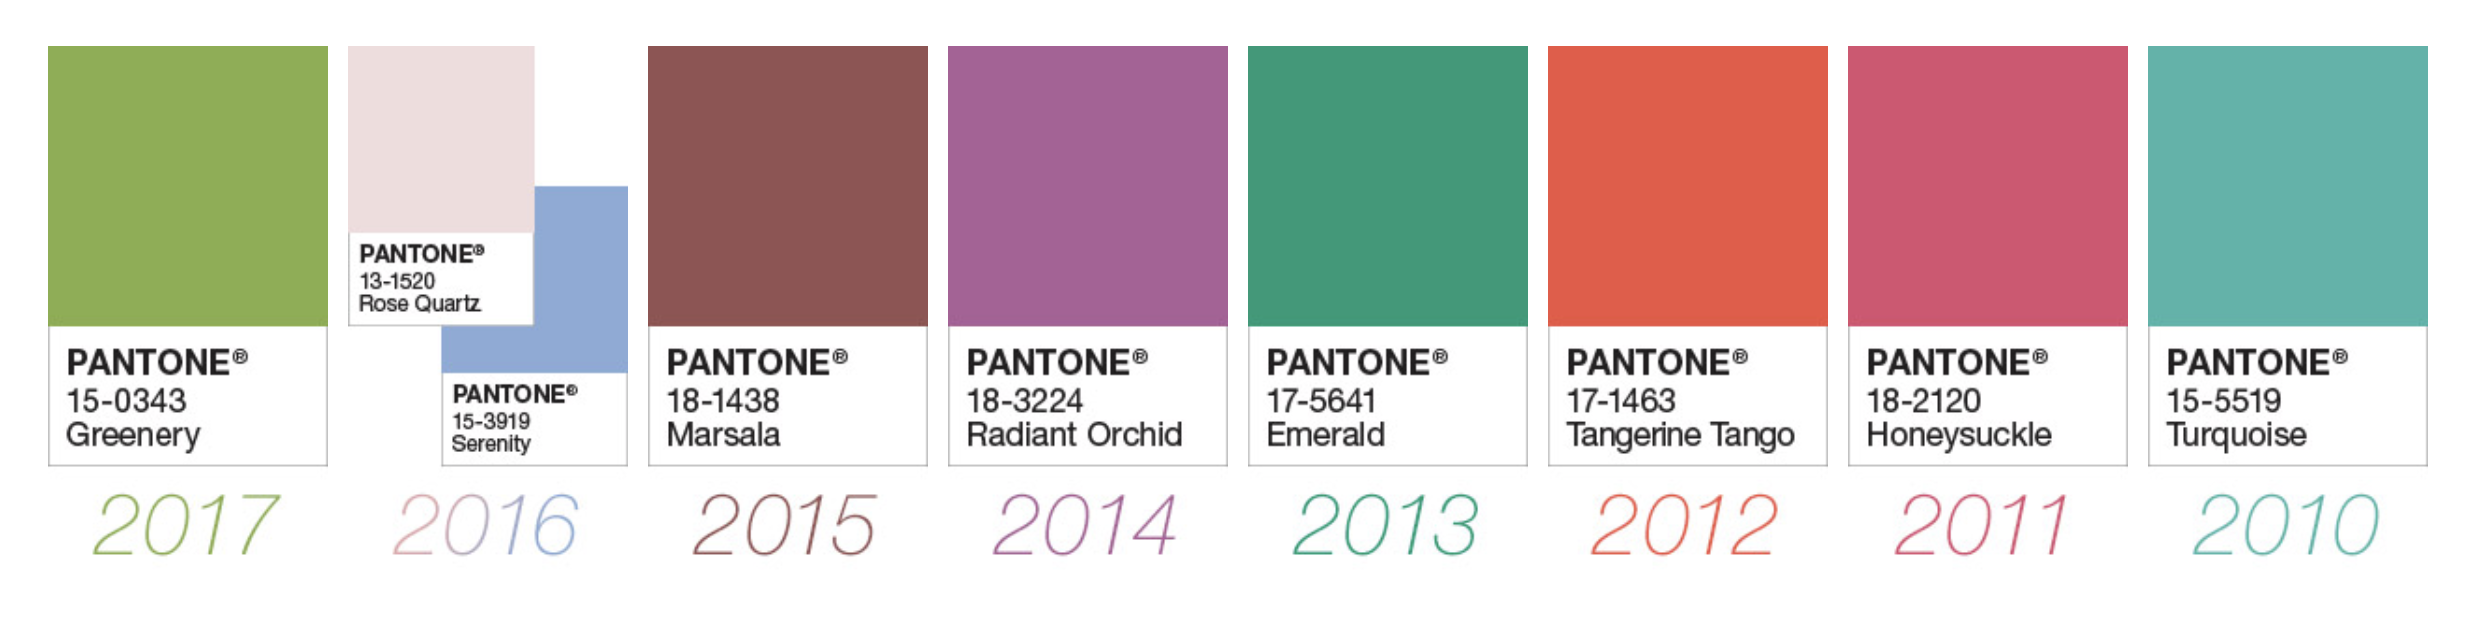 PANTONE®
15-0343
Greenery
2017
PANTONE®
13-1520
Rose Quartz
PANTONE®
15-3919
Serenity
2016
PANTONE®
18-1438
Marsala
2015
PANTONE®
18-3224
Radiant Orchid
2014
PANTONE®
17-5641
Emerald
2013
PANTONE®
17-1463
Tangerine Tango
2012
PANTONE®
18-2120
Honeysuckle
2011
PANTONE®
15-5519
Turquoise
2010